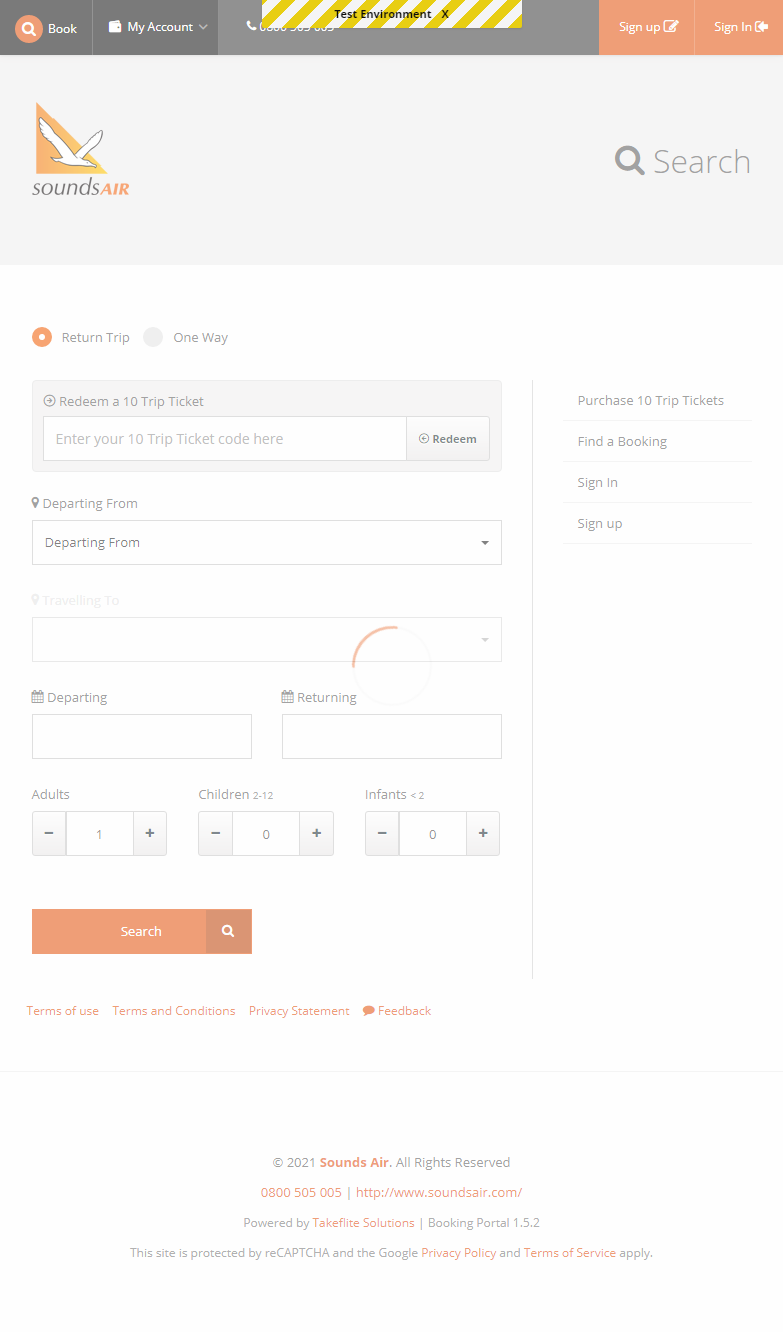 Book
My Account
0800 505 005
Test Environment X
Sign up
Sign In
soundsAIR
Search
Return Trip
One Way
Redeem a 10 Trip Ticket
Enter your 10 Trip Ticket code here
Redeem
Purchase 10 Trip Tickets
Find a Booking
Sign In
Sign up
Departing From
Departing From
Travelling To
Departing
Returning
Adults
Children 2-12
Infants < 2
− 1 +
− 0 +
− 0 +
Search
Terms of use Terms and Conditions Privacy Statement Feedback
© 2021 Sounds Air. All Rights Reserved
0800 505 005 | http://www.soundsair.com/
Powered by Takeflite Solutions | Booking Portal 1.5.2
This site is protected by reCAPTCHA and the Google Privacy Policy and Terms of Service apply.